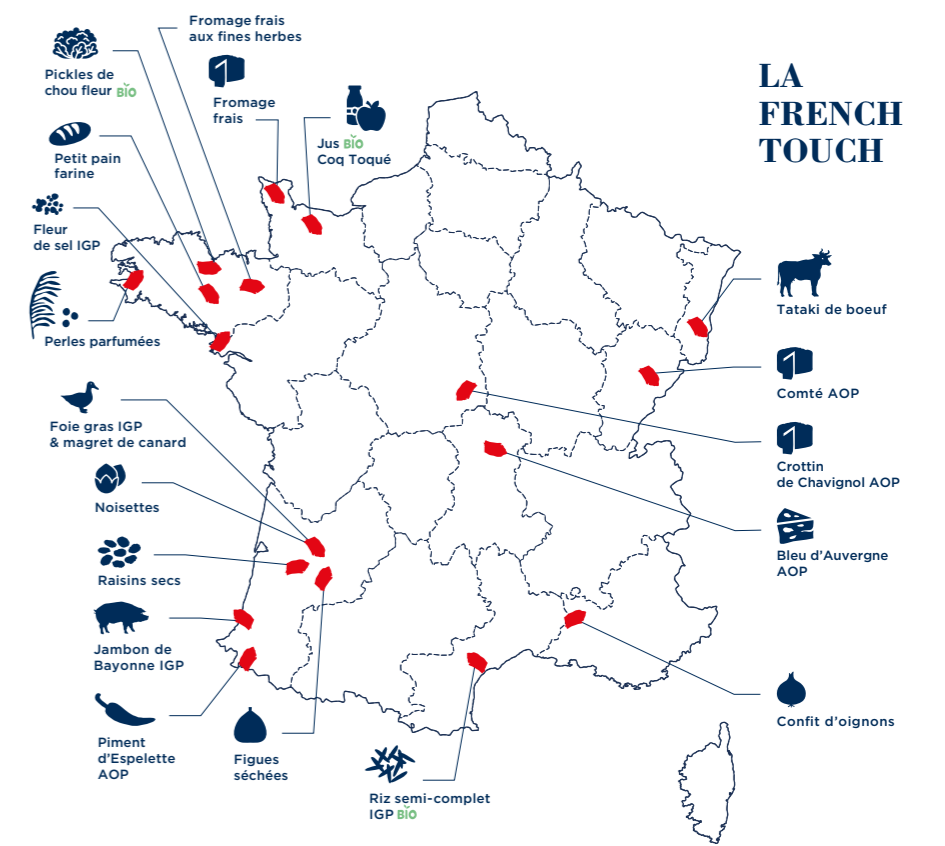 LA
FRENCH
TOUCH
Fromage frais
aux fines herbes
Pickles de
chou fleur BIO
Fromage
frais
Jus BIO
Coq Toqué
Petit pain
farine
Fleur
de sel IGP
Perles parfumées
Foie gras IGP
& magret de canard
Noisettes
Raisins secs
Jambon de
Bayonne IGP
Piment
d'Espelette
AOP
Figues
séchées
Riz semi-complet
IGP BIO
Tataki de boeuf
Comté AOP
Crottin
de Chavignol AOP
Bleu d'Auvergne
AOP
Confit d'oignons